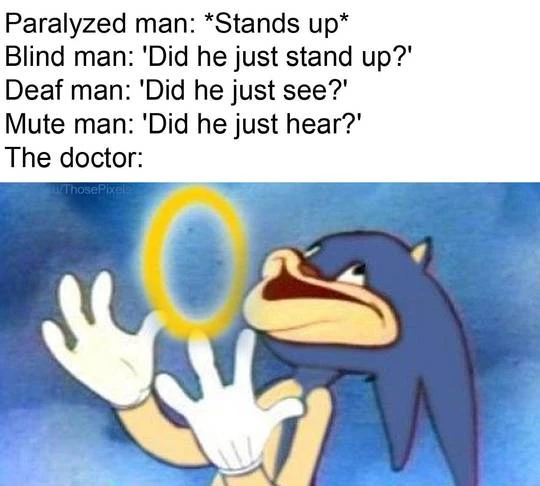 Paralyzed man: *Stands up*
Blind man: 'Did he just stand up?'
Deaf man: 'Did he just see?'
Mute man: 'Did he just hear?'
The doctor:
u/ThosePixels